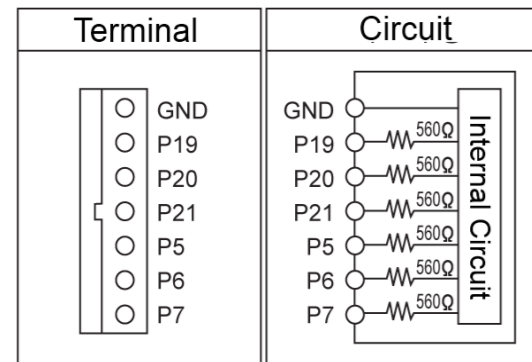 Terminal
GND
P19
P20
P21
P5
P6
P7
Circuit
GND
P19 560Ω
P20 560Ω
P21 560Ω
P5 560Ω
P6 560Ω
P7 560Ω
Internal Circuit